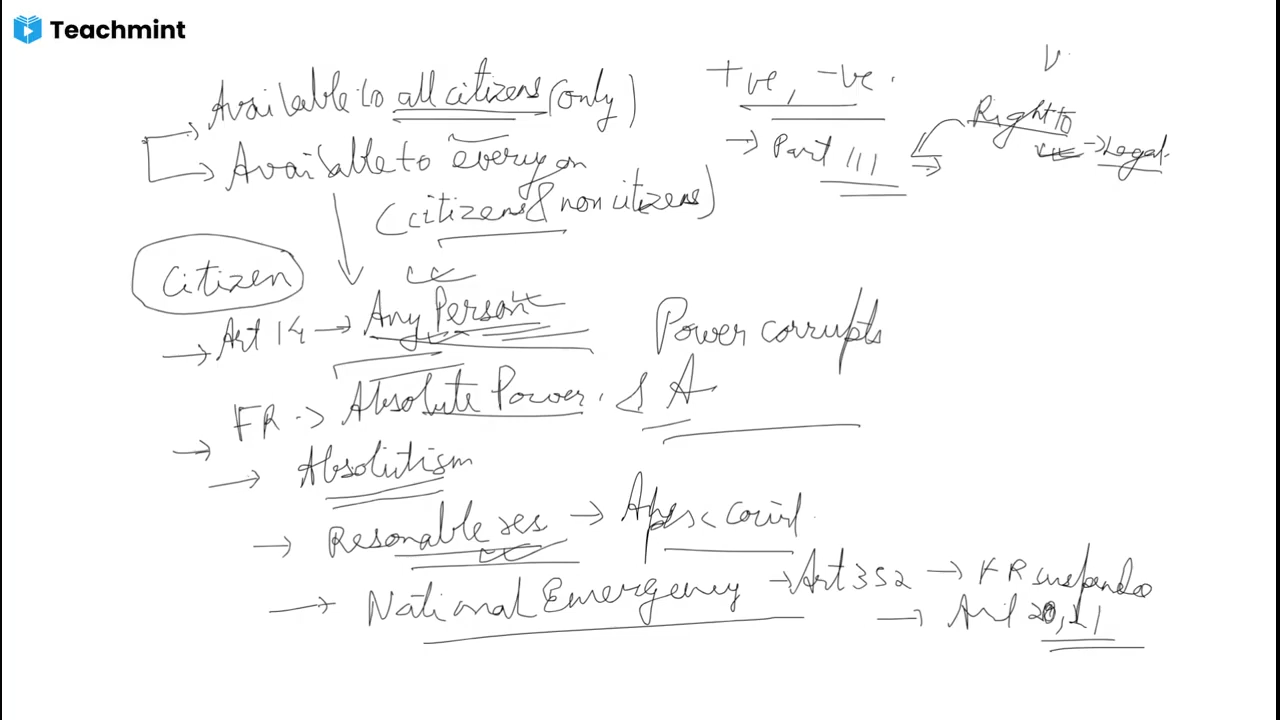 Teachmint
Available to all citizens (only)
+ve, -ve.
Right to
→ Legal.
→ Part III
→ Available to everyon
(citizens & non citizens)
Citizen
→ Art 14 → Any Person
Power corrupts
& A
→ FR → Absolute Power.
→ Absolutism
→ Resonable res → Apex court
→ National Emergency → Art 352 → FR suspended
→ Art 20, 21